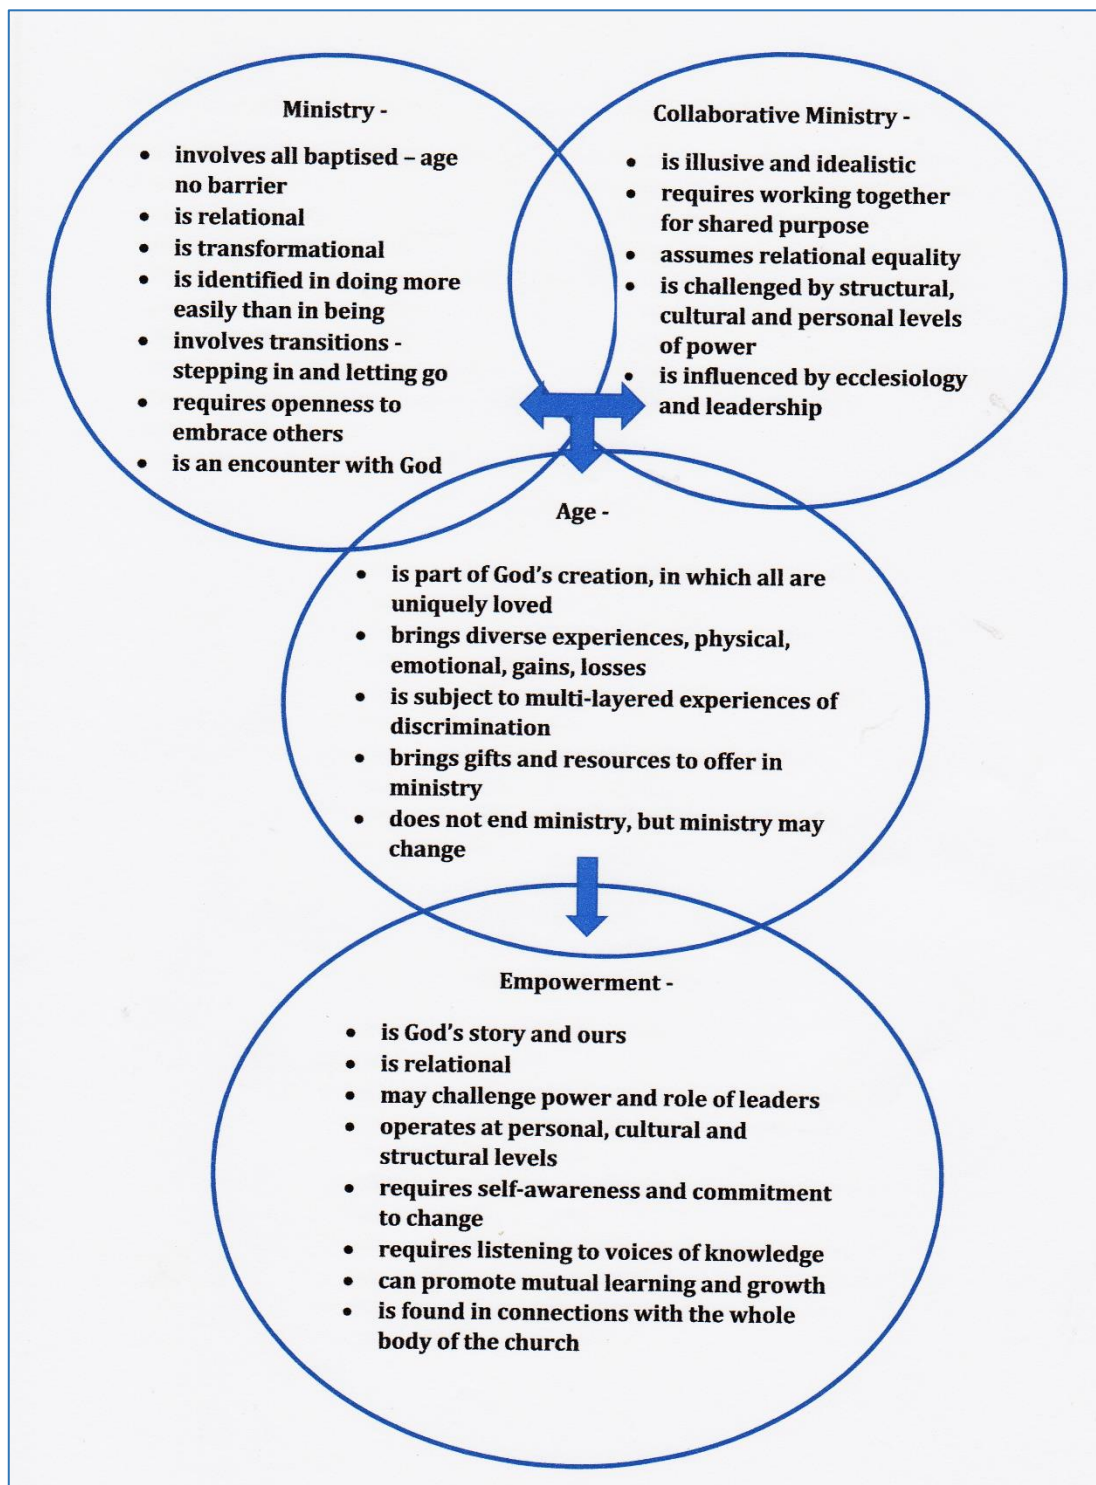 Ministry -
• involves all baptised – age
no barrier
• is relational
• is transformational
• is identified in doing more
easily than in being
• involves transitions -
stepping in and letting go
• requires openness to
embrace others
• is an encounter with God
Collaborative Ministry -
• is illusive and idealistic
• requires working together
for shared purpose
• assumes relational equality
• is challenged by structural,
cultural and personal levels
of power
• is influenced by ecclesiology
and leadership
Age -
• is part of God’s creation, in which all are
uniquely loved
• brings diverse experiences, physical,
emotional, gains, losses
• is subject to multi-layered experiences of
discrimination
• brings gifts and resources to offer in
ministry
• does not end ministry, but ministry may
change
Empowerment -
• is God’s story and ours
• is relational
• may challenge power and role of leaders
• operates at personal, cultural and
structural levels
• requires self-awareness and commitment
to change
• requires listening to voices of knowledge
• can promote mutual learning and growth
• is found in connections with the whole
body of the church